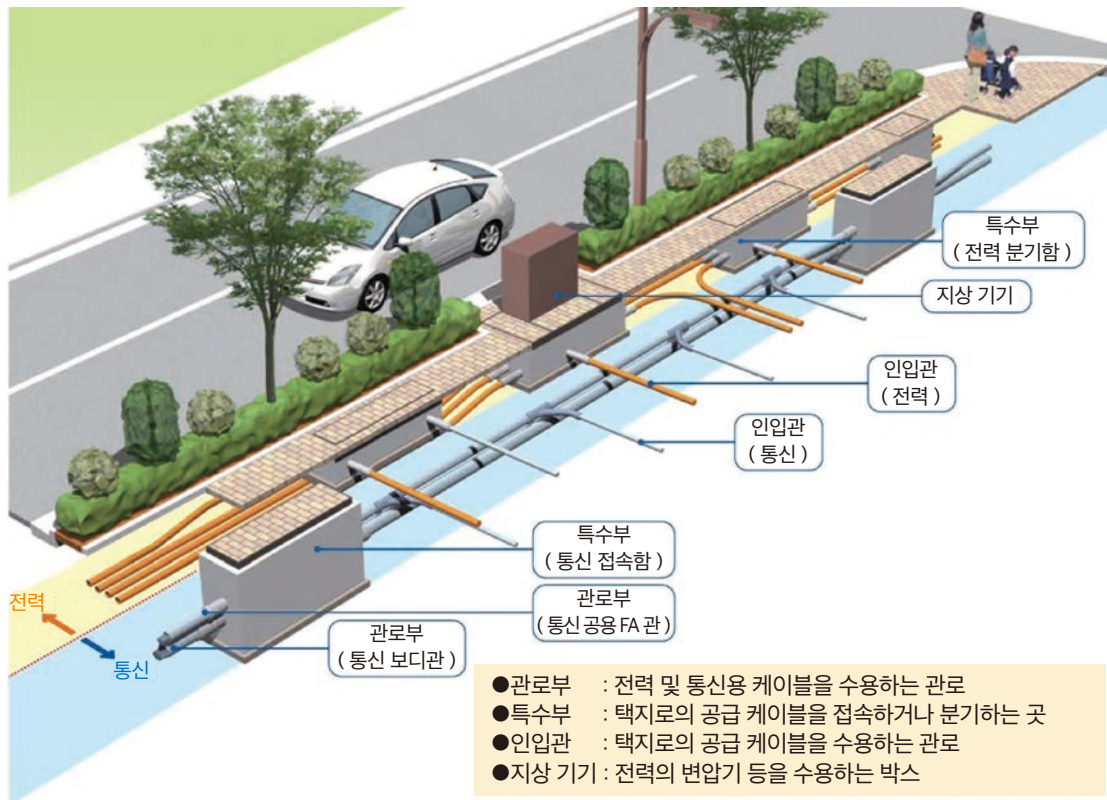 특수부
( 전력 분기함 )
지상 기기
인입관
( 전력 )
인입관
( 통신 )
특수부
( 통신 접속함 )
관로부
( 통신 공용 FA 관 )
관로부
( 통신 보디관 )
전력
통신
●관로부 : 전력 및 통신용 케이블을 수용하는 관로
●특수부 : 택지로의 공급 케이블을 접속하거나 분기하는 곳
●인입관 : 택지로의 공급 케이블을 수용하는 관로
●지상 기기 : 전력의 변압기 등을 수용하는 박스